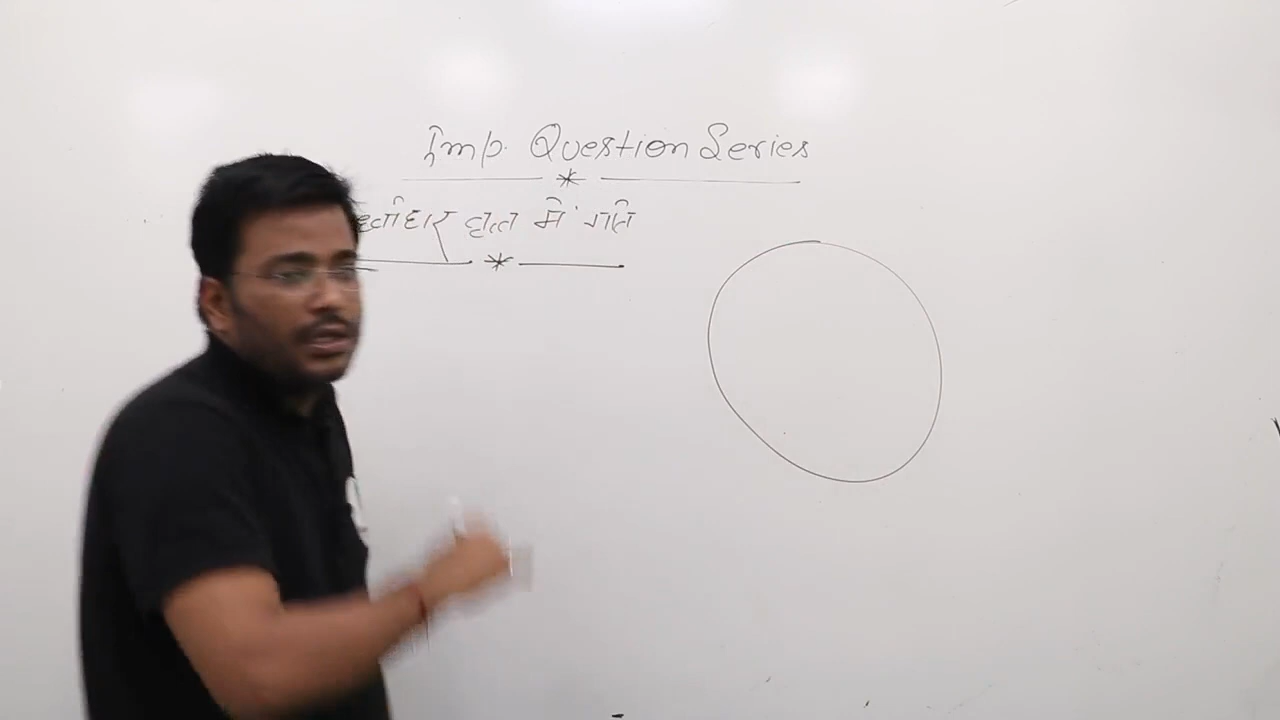 Imp. Question Series
वृत्त में गति